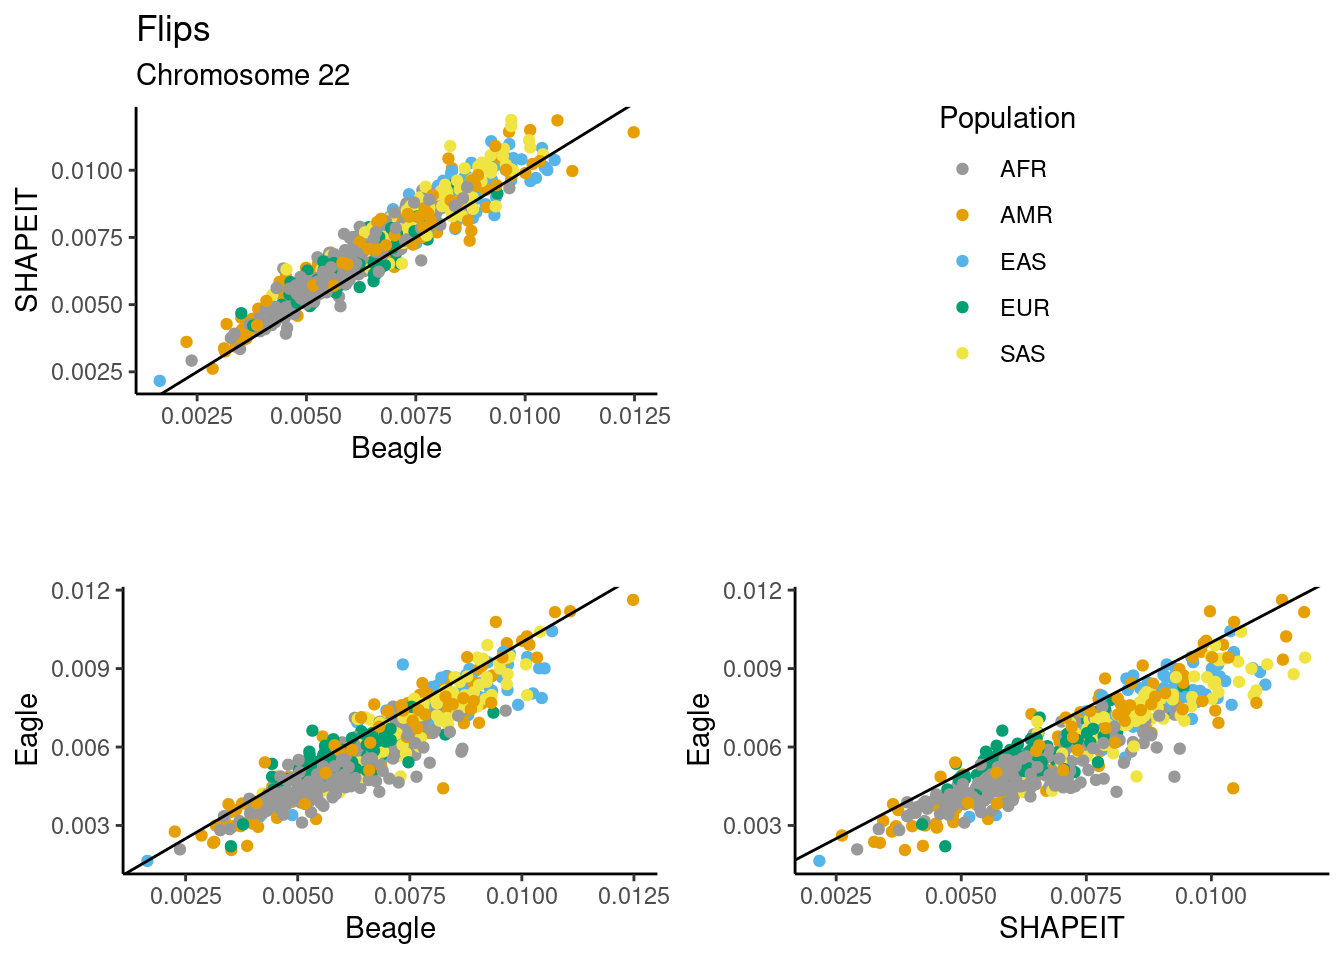 Flips
Chromosome 22
SHAPEIT
0.0100
0.0075
0.0050
0.0025
0.0025 0.0050 0.0075 0.0100 0.0125
Beagle
Population
AFR
AMR
EAS
EUR
SAS
Eagle
0.012
0.009
0.006
0.003
0.0025 0.0050 0.0075 0.0100 0.0125
Beagle
Eagle
0.012
0.009
0.006
0.003
0.0025 0.0050 0.0075 0.0100
SHAPEIT